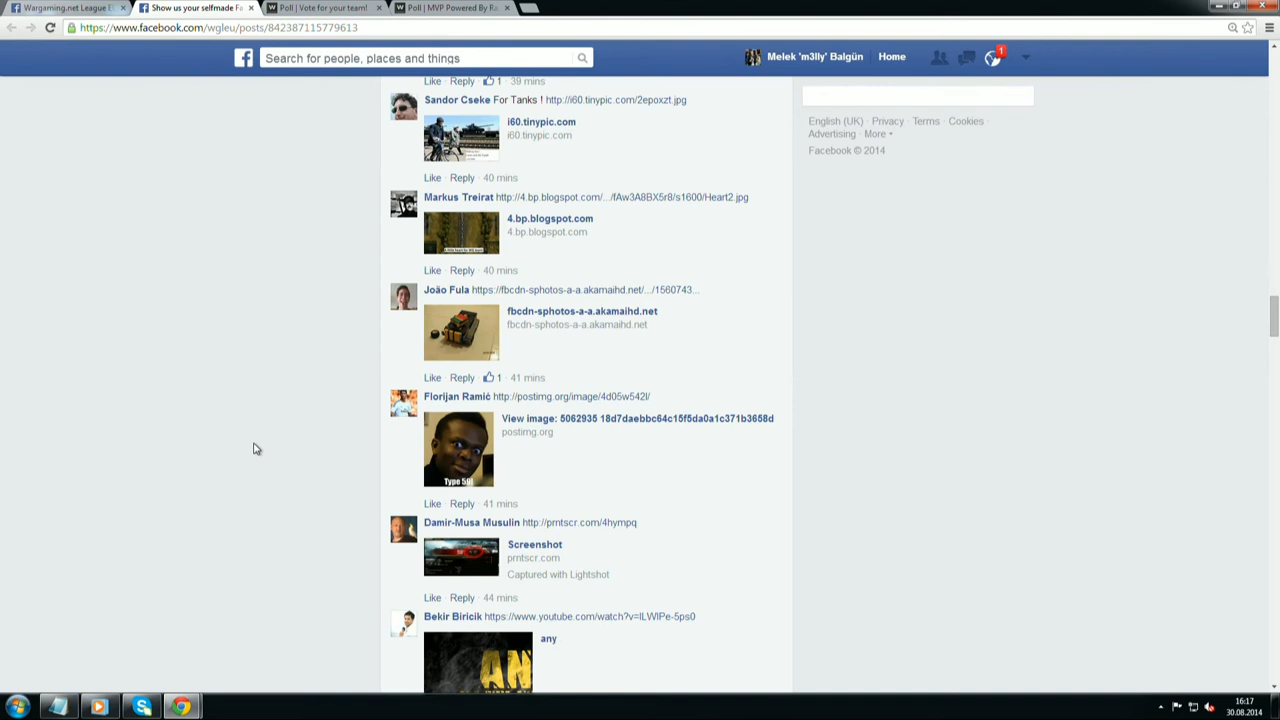 Wargaming.net League E
Show us your selfmade Fa
Poll | Vote for your team!
Poll | MVP Powered By Ra
https://www.facebook.com/wgleu/posts/842387115779613
Search for people, places and things
Melek 'm3lly' Balgün
Home
1
Like · Reply · 1 · 39 mins
Sandor Cseke For Tanks ! http://i60.tinypic.com/2epoxzt.jpg
i60.tinypic.com
i60.tinypic.com
Like · Reply · 40 mins
Markus Treirat http://4.bp.blogspot.com/.../fAw3A8BX5r8/s1600/Heart2.jpg
4.bp.blogspot.com
4.bp.blogspot.com
Like · Reply · 40 mins
João Fula https://fbcdn-sphotos-a-a.akamaihd.net/.../1560743...
fbcdn-sphotos-a-a.akamaihd.net
fbcdn-sphotos-a-a.akamaihd.net
Like · Reply · 1 · 41 mins
Florijan Ramić http://postimg.org/image/4d05w542l/
View image: 5062935 18d7daebbc64c15f5da0a1c371b3658d
postimg.org
Type 59!
Like · Reply · 41 mins
Damir-Musa Musulin http://prntscr.com/4hympq
Screenshot
prntscr.com
Captured with Lightshot
Like · Reply · 44 mins
Bekir Biricik https://www.youtube.com/watch?v=ILWlPe-5ps0
any
AN
English (UK) · Privacy · Terms · Cookies ·
Advertising · More
Facebook © 2014
16:17
30.08.2014